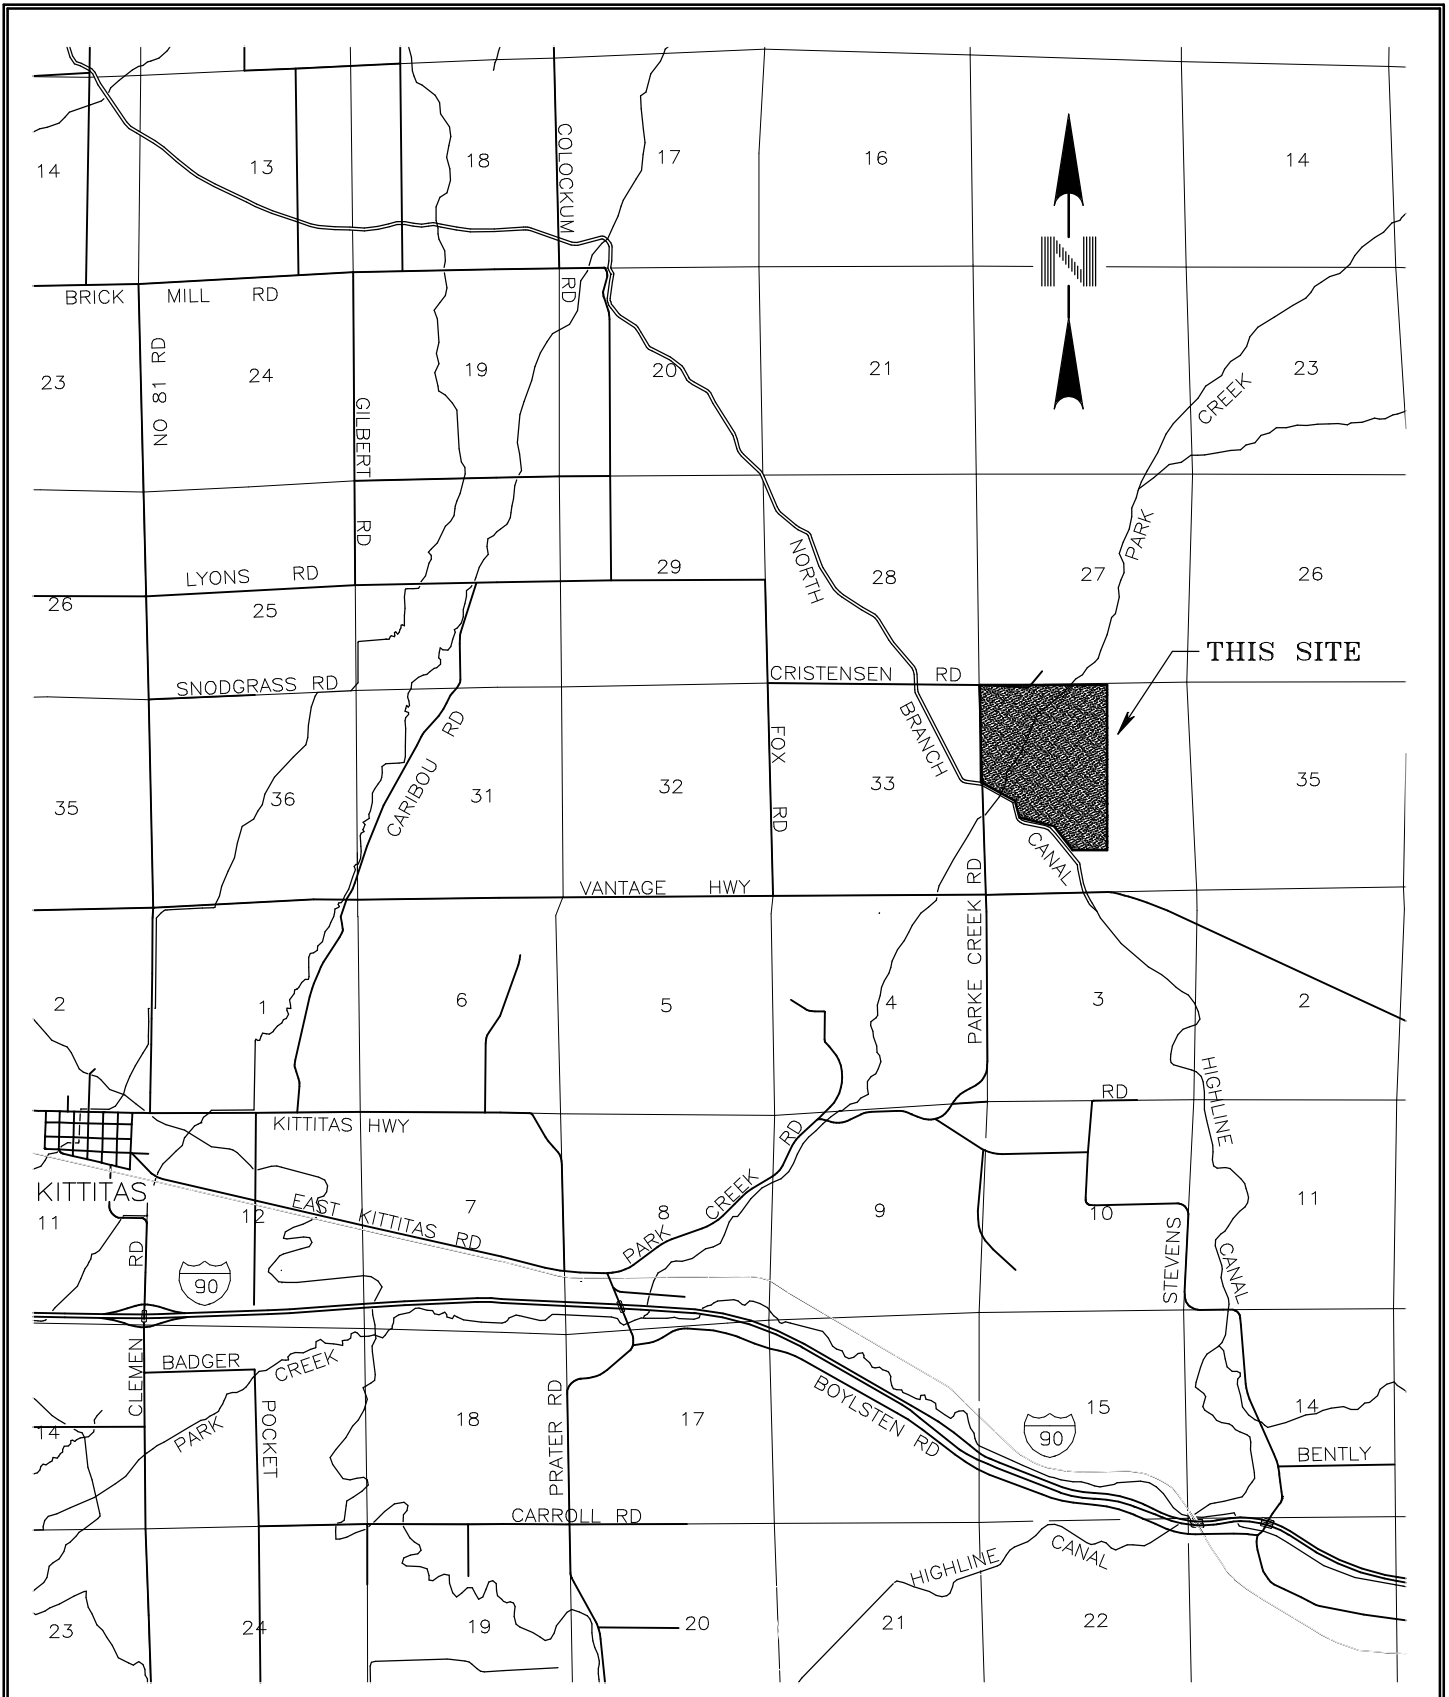 14 13 18 COLOCKUM RD 17 16 14
N
BRICK MILL RD
23 NO 81 RD 24 GILBERT RD 19 20 21 CREEK 23
PARK
LYONS RD
26 25 29 NORTH 28 27 26
THIS SITE
SNODGRASS RD
CRISTENSEN RD
35 36 CARIBOU RD 31 32 FOX RD 33 BRANCH 35
CANAL
VANTAGE HWY
PARKE CREEK RD
2 1 6 5 4 3 2
HIGHLINE
RD
KITTITAS HWY
KITTITAS
11 12 EAST KITTITAS RD 7 8 PARK CREEK RD 9 10 11
STEVENS
CANAL
RD
90
CLEMEN
BADGER
CREEK
PARK
14 POCKET 18 PRATER RD 17 BOYLSTEN RD 15 14
90
BENTLY
CARROLL RD
HIGHLINE CANAL
23 24 19 20 21 22